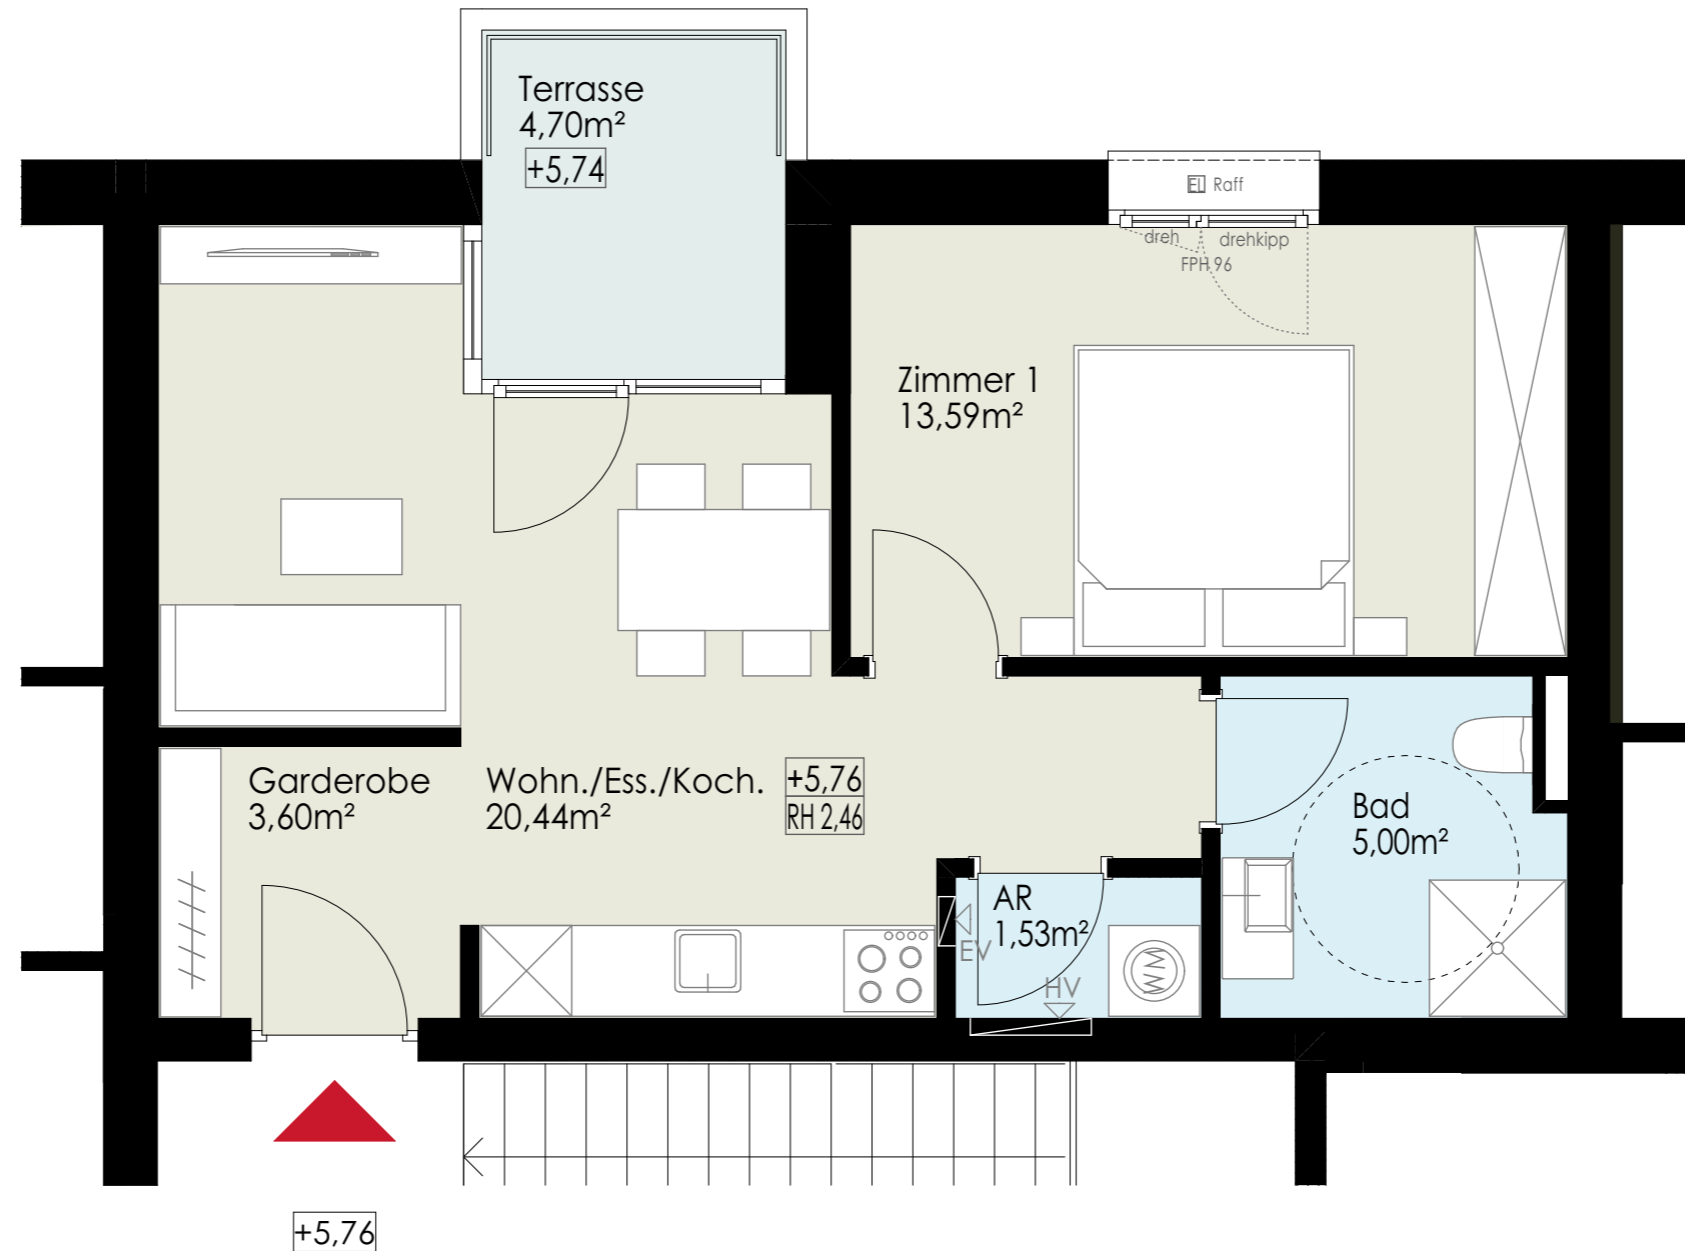 Terrasse
4,70m²
+5,74
EL Raff
dreh drehkipp
FPH 96
Zimmer 1
13,59m²
Garderobe
3,60m²
Wohn./Ess./Koch.
20,44m²
+5,76
RH 2,46
Bad
5,00m²
AR
1,53m²
EV
HV
+5,76